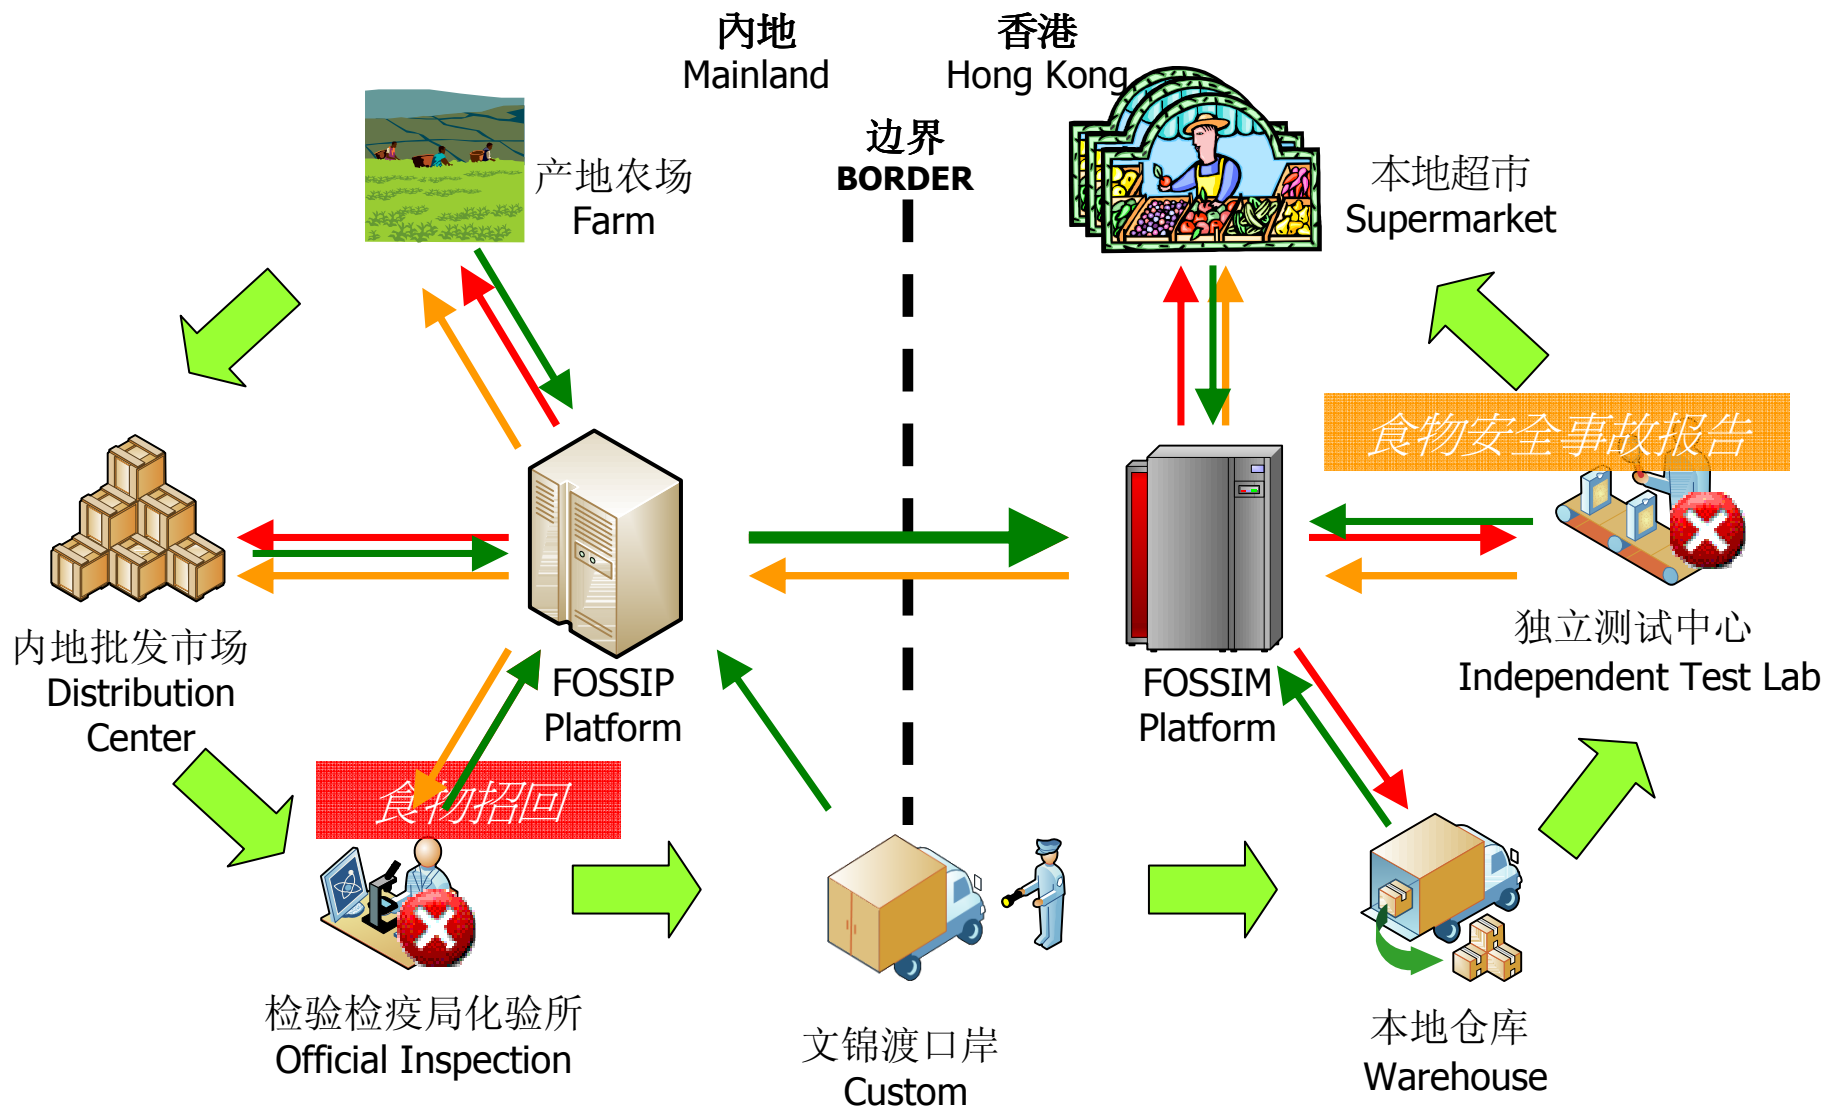 內地
Mainland
香港
Hong Kong
边界
BORDER
产地农场
Farm
本地超市
Supermarket
食物安全事故报告
内地批发市场
Distribution
Center
FOSSIP
Platform
FOSSIM
Platform
独立测试中心
Independent Test Lab
食物招回
检验检疫局化验所
Official Inspection
文锦渡口岸
Custom
本地仓库
Warehouse